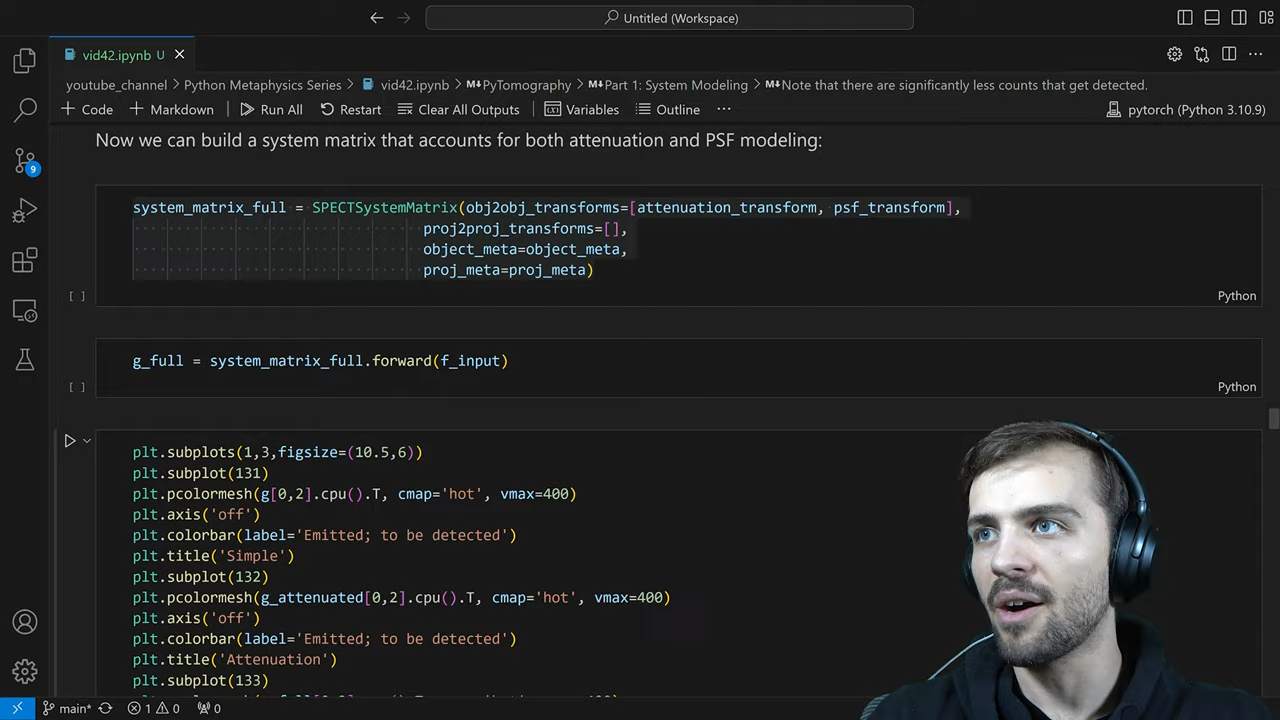 Untitled (Workspace)
vid42.ipynb U
youtube_channel > Python Metaphysics Series > vid42.ipynb > PyTomography > Part 1: System Modeling > Note that there are significantly less counts that get detected.
+ Code + Markdown Run All Restart Clear All Outputs Variables Outline ··· pytorch (Python 3.10.9)
Now we can build a system matrix that accounts for both attenuation and PSF modeling:
system_matrix_full = SPECTSystemMatrix(obj2obj_transforms=[attenuation_transform, psf_transform],
proj2proj_transforms=[],
object_meta=object_meta,
proj_meta=proj_meta)
[ ] Python
9
g_full = system_matrix_full.forward(f_input)
[ ] Python
plt.subplots(1,3,figsize=(10.5,6))
plt.subplot(131)
plt.pcolormesh(g[0,2].cpu().T, cmap='hot', vmax=400)
plt.axis('off')
plt.colorbar(label='Emitted; to be detected')
plt.title('Simple')
plt.subplot(132)
plt.pcolormesh(g_attenuated[0,2].cpu().T, cmap='hot', vmax=400)
plt.axis('off')
plt.colorbar(label='Emitted; to be detected')
plt.title('Attenuation')
plt.subplot(133)
main* 1 0 0